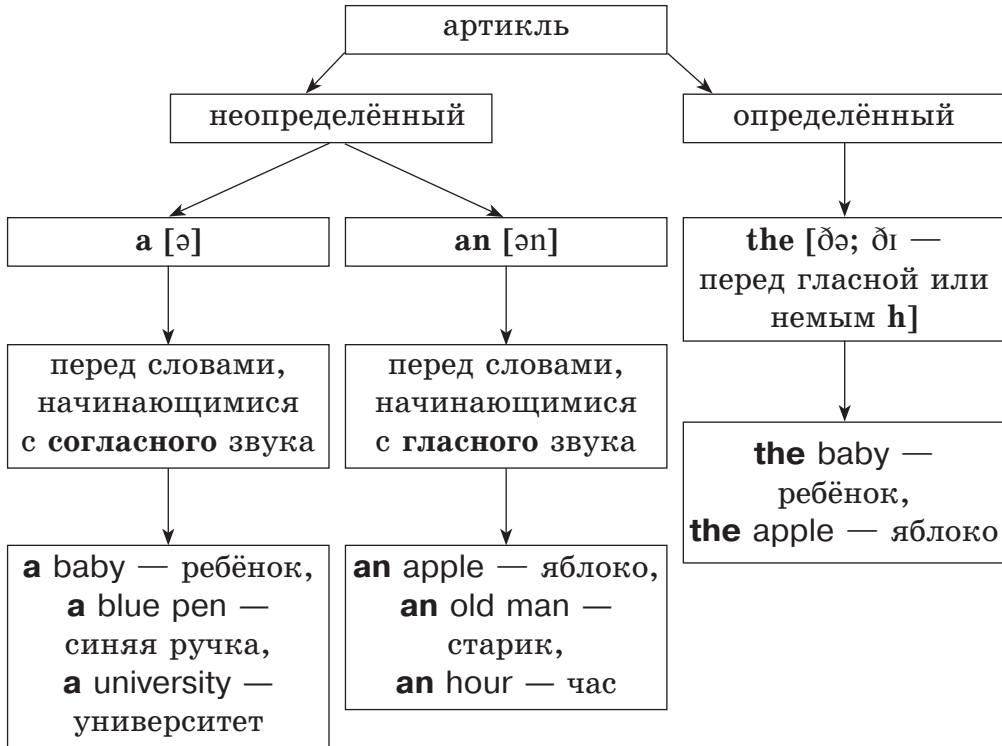 артикль
неопределённый
определённый
a [ə]
an [ən]
the [ðə; ðɪ —
перед гласной или
немым h]
перед словами,
начинающимися
с согласного звука
перед словами,
начинающимися
с гласного звука
the baby —
ребёнок,
the apple — яблоко
a baby — ребёнок,
a blue pen —
синяя ручка,
a university —
университет
an apple — яблоко,
an old man —
старик,
an hour — час